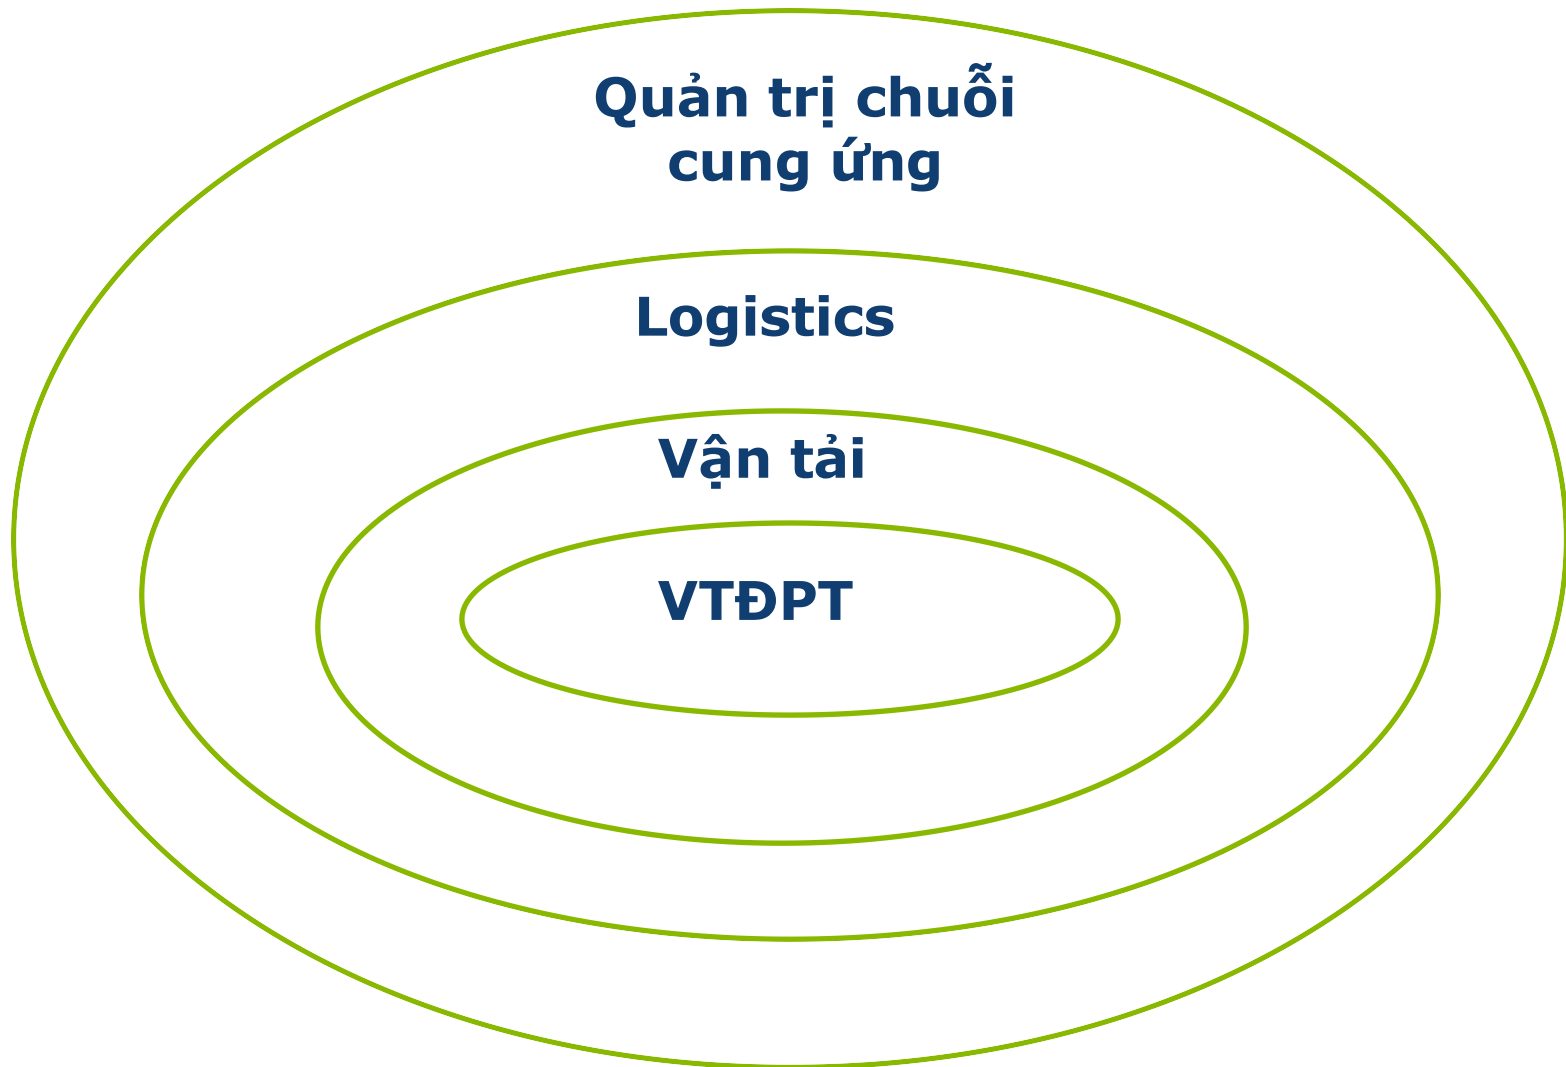 Quản trị chuỗi
cung ứng
Logistics
Vận tải
VTĐPT